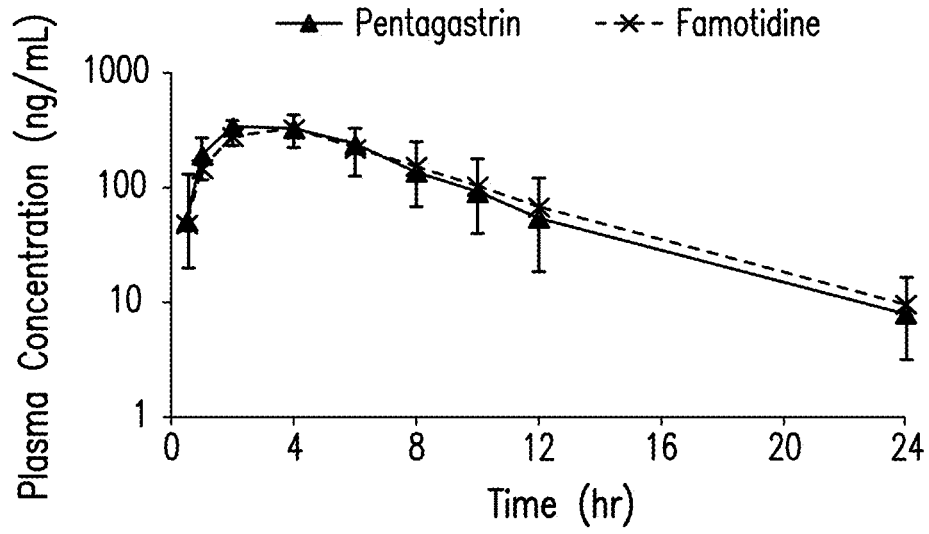 Pentagastrin Famotidine
Plasma Concentration (ng/mL)
1000
100
10
1
0 4 8 12 16 20 24
Time (hr)